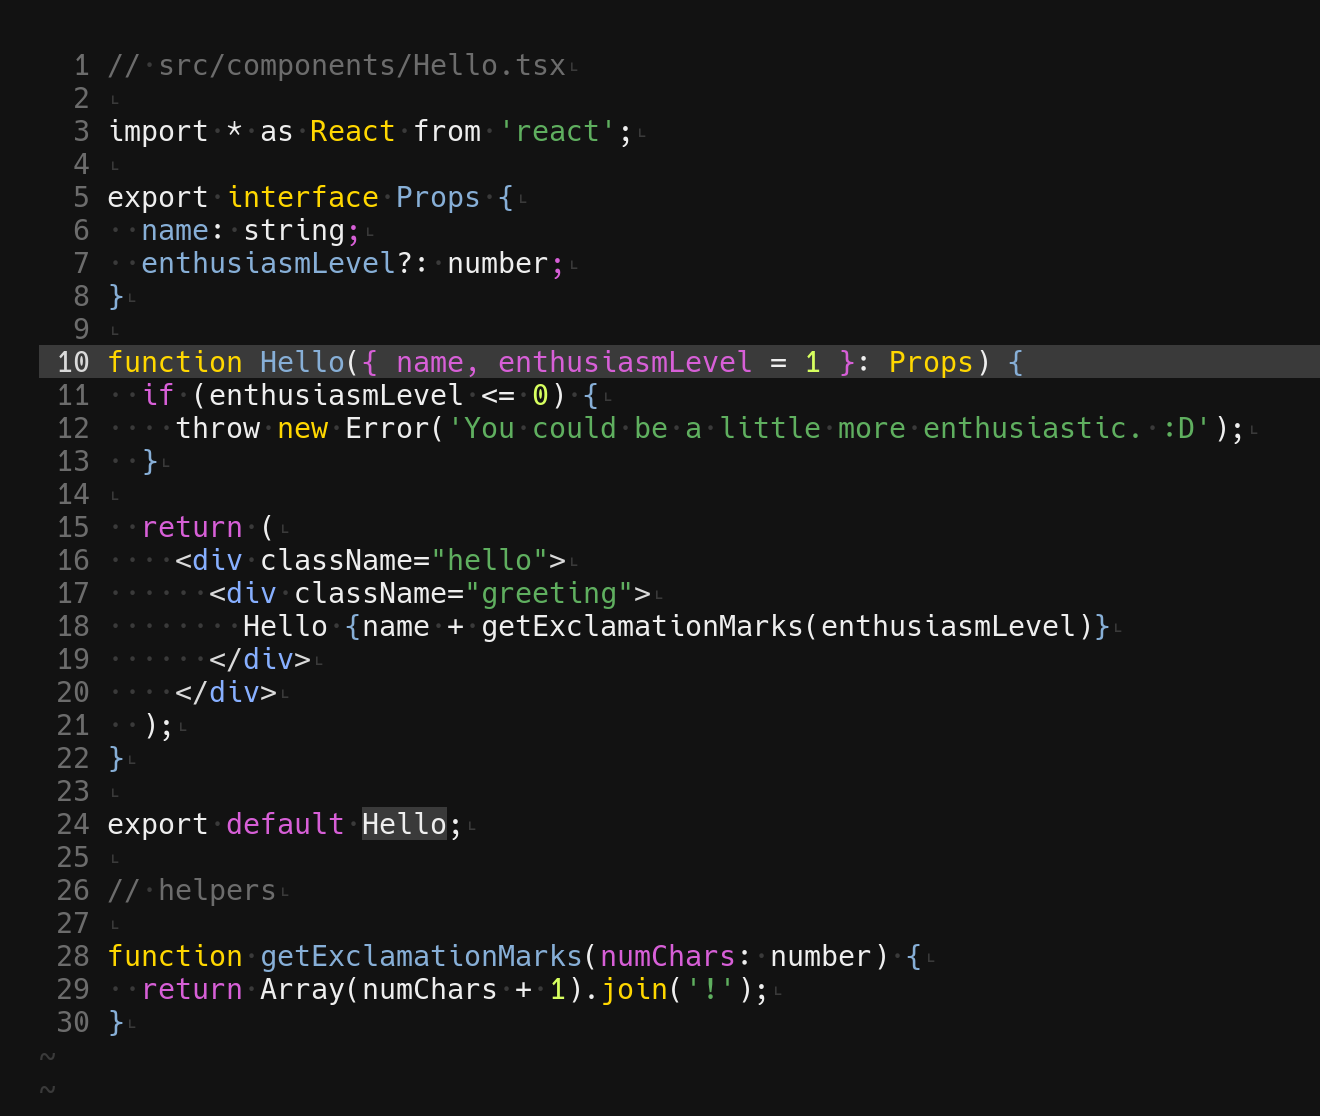 1 // src/components/Hello.tsx
2
3 import * as React from 'react';
4
5 export interface Props {
6   name: string;
7   enthusiasmLevel?: number;
8 }
9
10 function Hello({ name, enthusiasmLevel = 1 }: Props) {
11   if (enthusiasmLevel <= 0) {
12     throw new Error('You could be a little more enthusiastic. :D');
13   }
14
15   return (
16     <div className="hello">
17       <div className="greeting">
18         Hello {name + getExclamationMarks(enthusiasmLevel)}
19       </div>
20     </div>
21   );
22 }
23
24 export default Hello;
25
26 // helpers
27
28 function getExclamationMarks(numChars: number) {
29   return Array(numChars + 1).join('!');
30 }
~
~